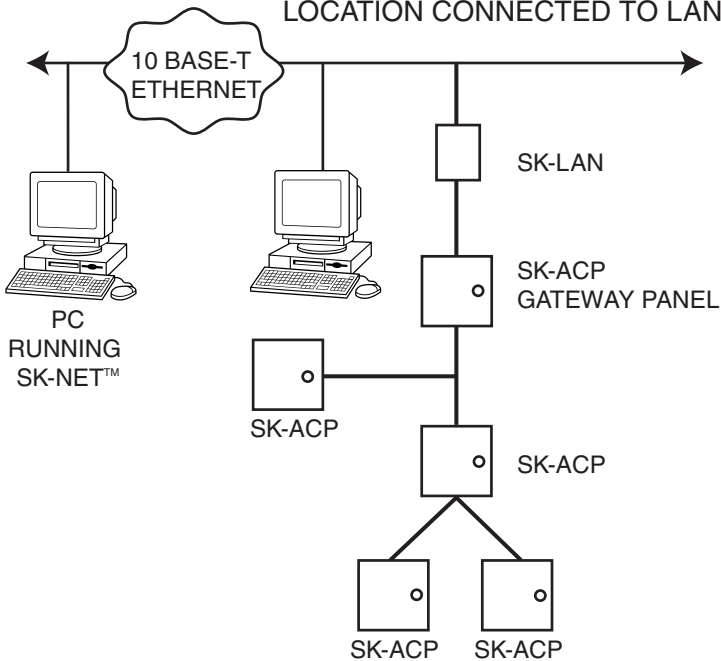 LOCATION CONNECTED TO LAN
10 BASE-T
ETHERNET
SK-LAN
SK-ACP
GATEWAY PANEL
PC
RUNNING
SK-NET™
SK-ACP
SK-ACP
SK-ACP
SK-ACP